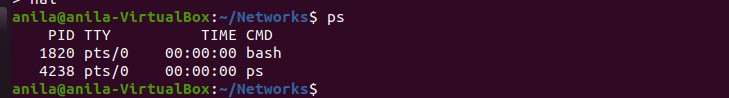 anila@anila-VirtualBox:~/Networks$ ps
    PID TTY          TIME CMD
   1820 pts/0    00:00:00 bash
   4238 pts/0    00:00:00 ps
anila@anila-VirtualBox:~/Networks$